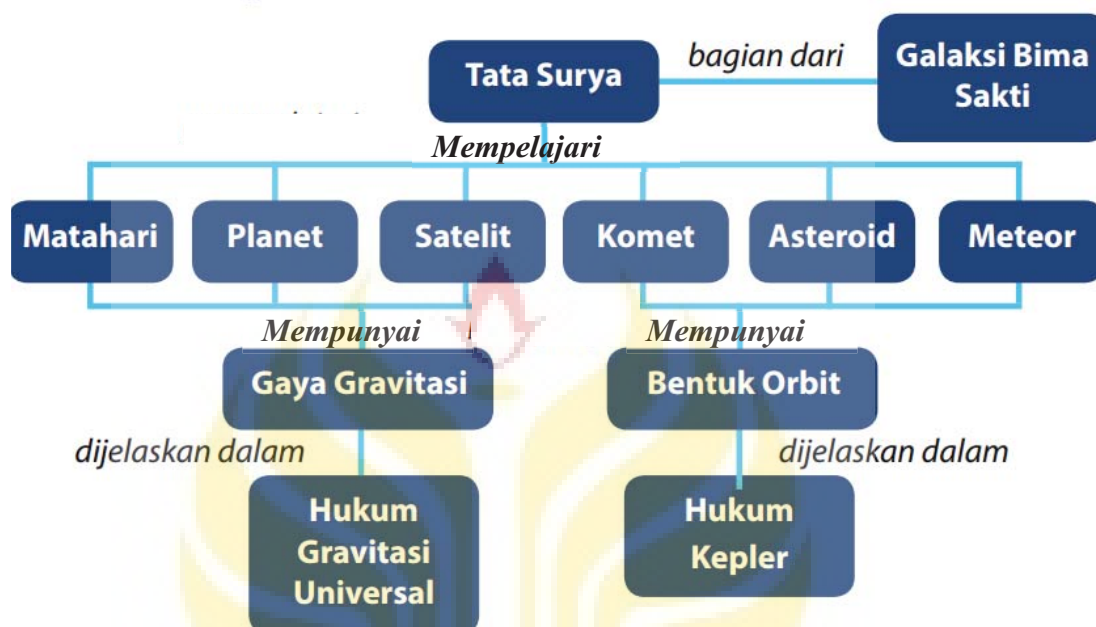 Tata Surya
bagian dari
Galaksi Bima
Sakti
Mempelajari
Matahari
Planet
Satelit
Komet
Asteroid
Meteor
Mempunyai
Mempunyai
Gaya Gravitasi
Bentuk Orbit
dijelaskan dalam
dijelaskan dalam
Hukum
Gravitasi
Universal
Hukum
Kepler